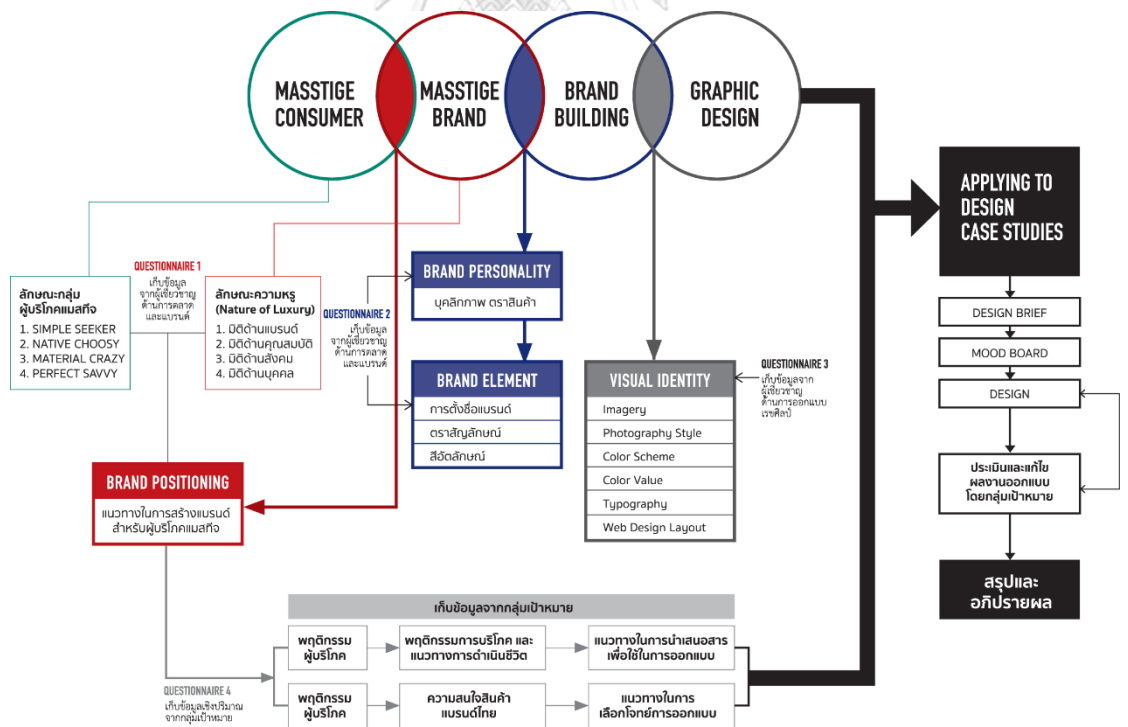 MASSTIGE
CONSUMER
MASSTIGE
BRAND
BRAND
BUILDING
GRAPHIC
DESIGN
APPLYING TO
DESIGN
CASE STUDIES
QUESTIONNAIRE 1
เก็บข้อมูล
จากผู้เชี่ยวชาญ
ด้านการตลาด
และแบรนด์
ลักษณะกลุ่ม
ผู้บริโภคแมสทีจ
1. SIMPLE SEEKER
2. NATIVE CHOOSY
3. MATERIAL CRAZY
4. PERFECT SAVVY
ลักษณะความหรู
(Nature of Luxury)
1. มิติด้านแบรนด์
2. มิติด้านคุณสมบัติ
3. มิติด้านสังคม
4. มิติด้านบุคคล
QUESTIONNAIRE 2
เก็บข้อมูล
จากผู้เชี่ยวชาญ
ด้านการตลาด
และแบรนด์
BRAND PERSONALITY
บุคลิกภาพ ตราสินค้า
BRAND ELEMENT
การตั้งชื่อแบรนด์
ตราสัญลักษณ์
สีอัตลักษณ์
VISUAL IDENTITY
Imagery
Photography Style
Color Scheme
Color Value
Typography
Web Design Layout
QUESTIONNAIRE 3
เก็บข้อมูลจาก
ผู้เชี่ยวชาญ
ด้านการออกแบบ
เรขศิลป์
DESIGN BRIEF
MOOD BOARD
DESIGN
ประเมินและแก้ไข
ผลงานออกแบบ
โดยกลุ่มเป้าหมาย
สรุปและ
อภิปรายผล
BRAND POSITIONING
แนวทางในการสร้างแบรนด์
สำหรับผู้บริโภคแมสทีจ
เก็บข้อมูลจากกลุ่มเป้าหมาย
พฤติกรรม
ผู้บริโภค
พฤติกรรมการบริโภค และ
แนวทางการดำเนินชีวิต
แนวทางในการนำเสนอสาร
เพื่อใช้ในการออกแบบ
QUESTIONNAIRE 4
เก็บข้อมูลเชิงปริมาณ
จากกลุ่มเป้าหมาย
พฤติกรรม
ผู้บริโภค
ความสนใจสินค้า
แบรนด์ไทย
แนวทางในการ
เลือกโจทย์การออกแบบ